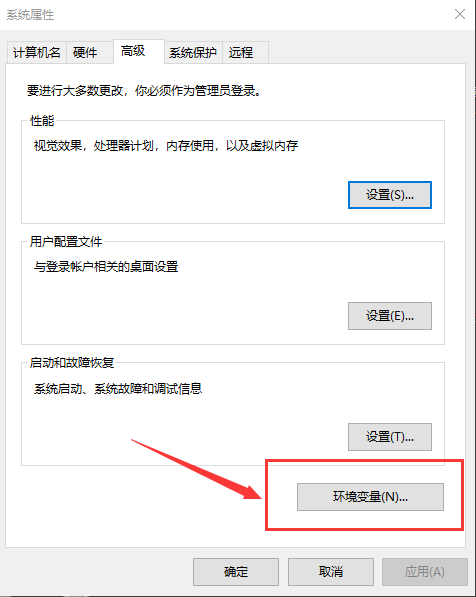 系统属性
计算机名 硬件 高级 系统保护 远程
要进行大多数更改，你必须作为管理员登录。
性能
视觉效果，处理器计划，内存使用，以及虚拟内存
设置(S)...
用户配置文件
与登录帐户相关的桌面设置
设置(E)...
启动和故障恢复
系统启动、系统故障和调试信息
设置(T)...
环境变量(N)...
确定 取消 应用(A)